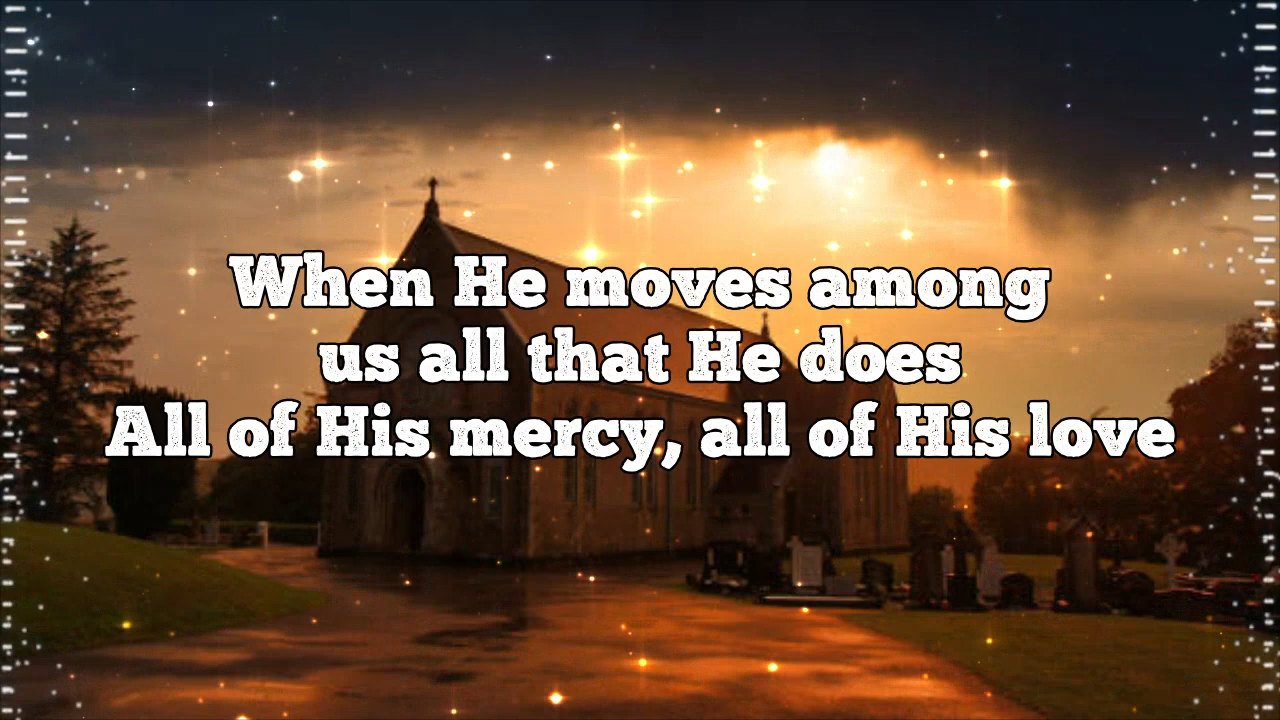 When He moves among
us all that He does
All of His mercy, all of His love